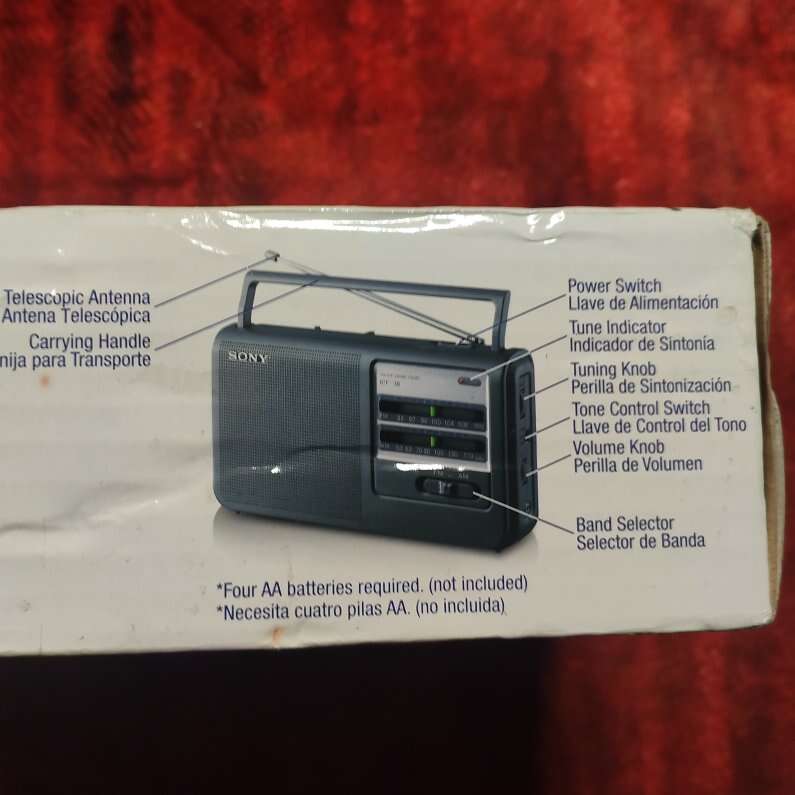 Telescopic Antenna
Antena Telescópica
Carrying Handle
nija para Transporte
SONY
Power Switch
Llave de Alimentación
Tune Indicator
Indicador de Sintonía
Tuning Knob
Perilla de Sintonización
Tone Control Switch
Llave de Control del Tono
Volume Knob
Perilla de Volumen
FM AM
Band Selector
Selector de Banda
*Four AA batteries required. (not included)
*Necesita cuatro pilas AA. (no incluida)